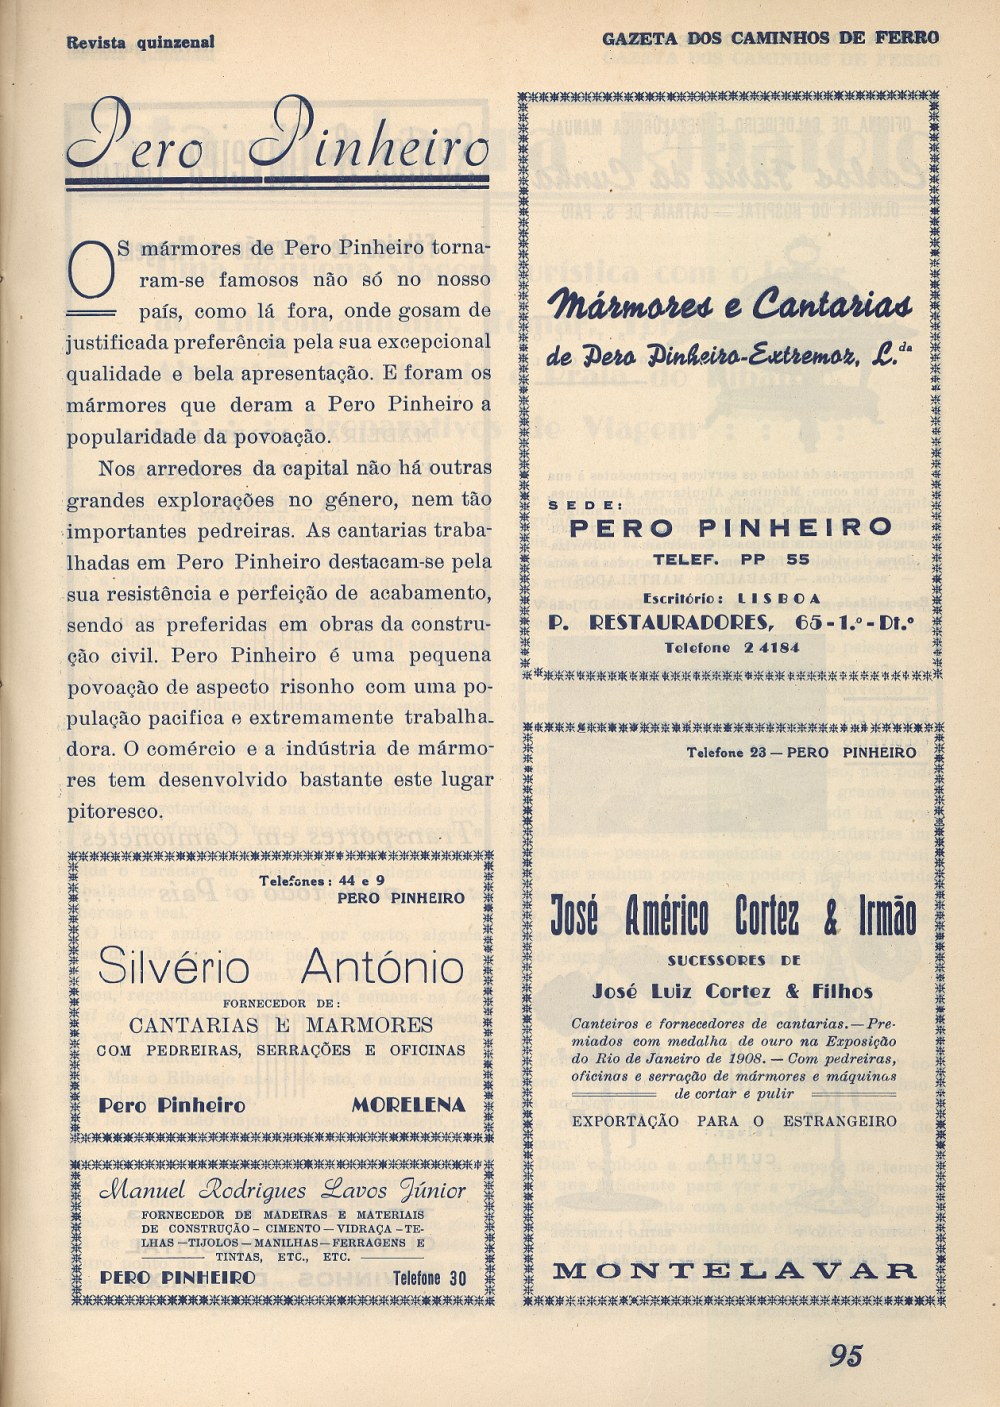 Revista quinzenal
GAZETA DOS CAMINHOS DE FERRO
Pero Pinheiro
OS mármores de Pero Pinheiro torna-
ram-se famosos não só no nosso
país, como lá fora, onde gosam de
justificada preferência pela sua excepcional
qualidade e bela apresentação. E foram os
mármores que deram a Pero Pinheiro a
popularidade da povoação.
Nos arredores da capital não há outras
grandes explorações no género, nem tão
importantes pedreiras. As cantarias traba-
lhadas em Pero Pinheiro destacam-se pela
sua resistência e perfeição de acabamento,
sendo as preferidas em obras da constru-
ção civil. Pero Pinheiro é uma pequena
povoação de aspecto risonho com uma po-
pulação pacifica e extremamente trabalha-
dora. O comércio e a indústria de mármo-
res tem desenvolvido bastante este lugar
pitoresco.
Telefones: 44 e 9
PERO PINHEIRO
Silvério António
FORNECEDOR DE:
CANTARIAS E MARMORES
COM PEDREIRAS, SERRAÇÕES E OFICINAS
Pero Pinheiro MORELENA
Manuel Rodrigues Lavos Júnior
FORNECEDOR DE MADEIRAS E MATERIAIS
DE CONSTRUÇÃO – CIMENTO — VIDRAÇA – TE-
LHAS – TIJOLOS – MANILHAS – FERRAGENS E
TINTAS, ETC., ETC.
PERO PINHEIRO Telefone 30
Mármores e Cantarias
de Pero Pinheiro-Extremoz, L.da
SEDE:
PERO PINHEIRO
TELEF. PP 55
Escritório: LISBOA
P. RESTAURADORES, 65-1.º-Dt.º
Telefone 2 4184
Telefone 23 — PERO PINHEIRO
José Américo Cortez & Irmão
SUCESSORES DE
José Luiz Cortez & Filhos
Canteiros e fornecedores de cantarias. — Pre-
miados com medalha de ouro na Exposição
do Rio de Janeiro de 1908. — Com pedreiras,
oficinas e serração de mármores e máquinas
de cortar e pulir
EXPORTAÇÃO PARA O ESTRANGEIRO
MONTELAVAR
95